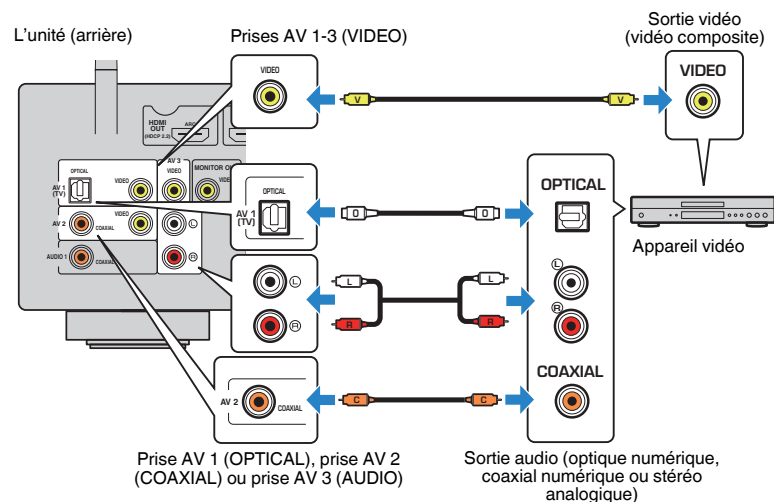 L'unité (arrière)
Prises AV 1-3 (VIDEO)
Sortie vidéo
(vidéo composite)
VIDEO
VIDEO
V
V
HDMI
OUT
(HDCP 2.2)
ARC
AV 3
OPTICAL
VIDEO
VIDEO
MONITOR OU
VIDE
AV 1
(TV)
AV 2
COAXIAL
VIDEO
L
AUDIO 1
COAXIAL
R
OPTICAL
AV 1
(TV)
O
O
OPTICAL
Appareil vidéo
L
R
L
R
L
R
L
R
COAXIAL
AV 2
COAXIAL
C
C
Prise AV 1 (OPTICAL), prise AV 2
(COAXIAL) ou prise AV 3 (AUDIO)
Sortie audio (optique numérique,
coaxial numérique ou stéréo
analogique)